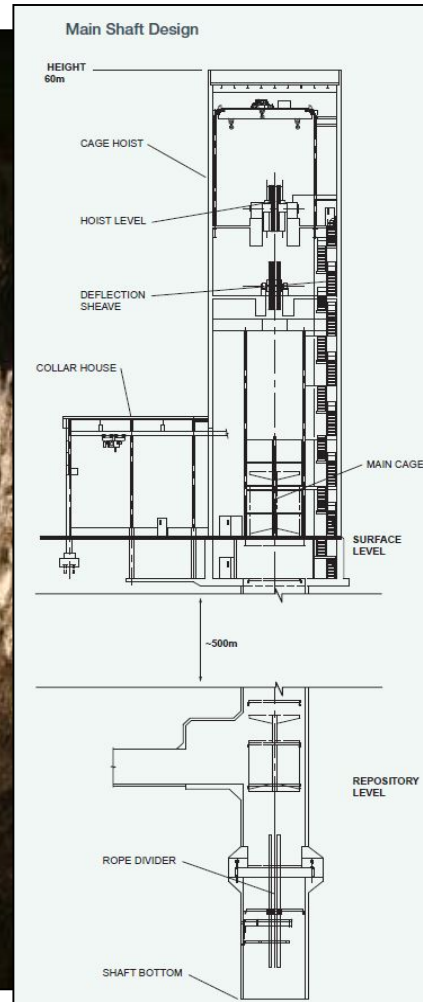 Main Shaft Design
HEIGHT
60m
CAGE HOIST
HOIST LEVEL
DEFLECTION
SHEAVE
COLLAR HOUSE
MAIN CAGE
SURFACE
LEVEL
~500m
REPOSITORY
LEVEL
ROPE DIVIDER
SHAFT BOTTOM